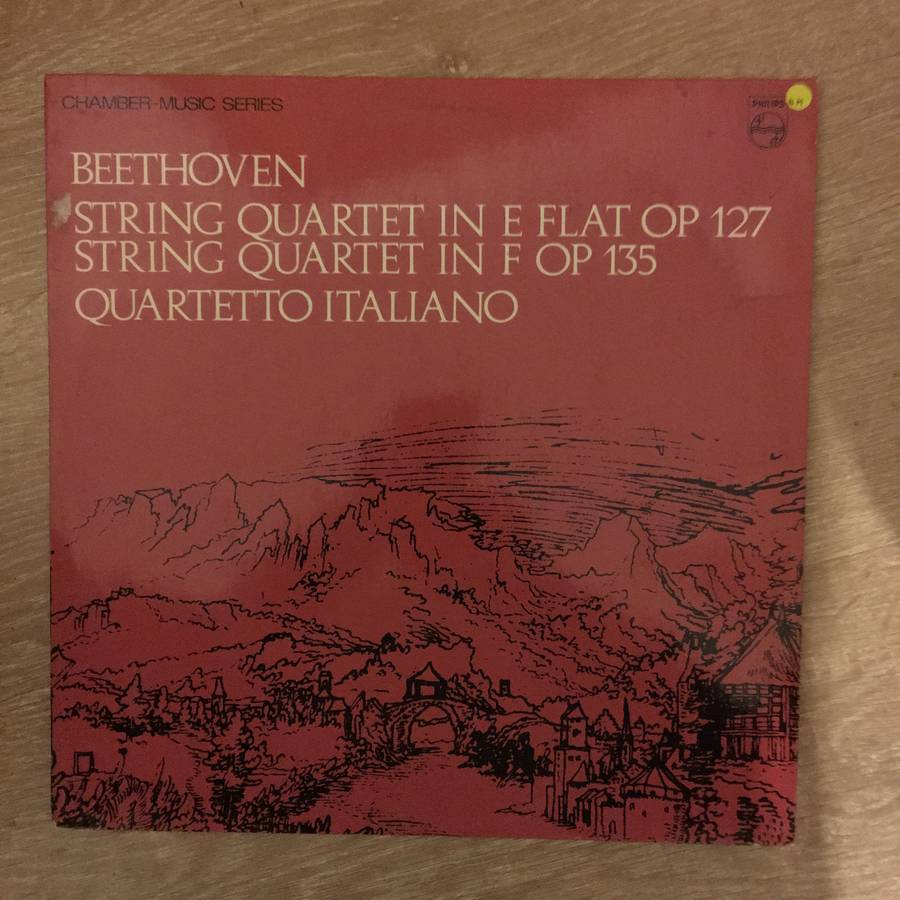 CHAMBER MUSIC SERIES
PHILIPS
BEETHOVEN
STRING QUARTET IN E FLAT OP 127
STRING QUARTET IN F OP 135
QUARTETTO ITALIANO